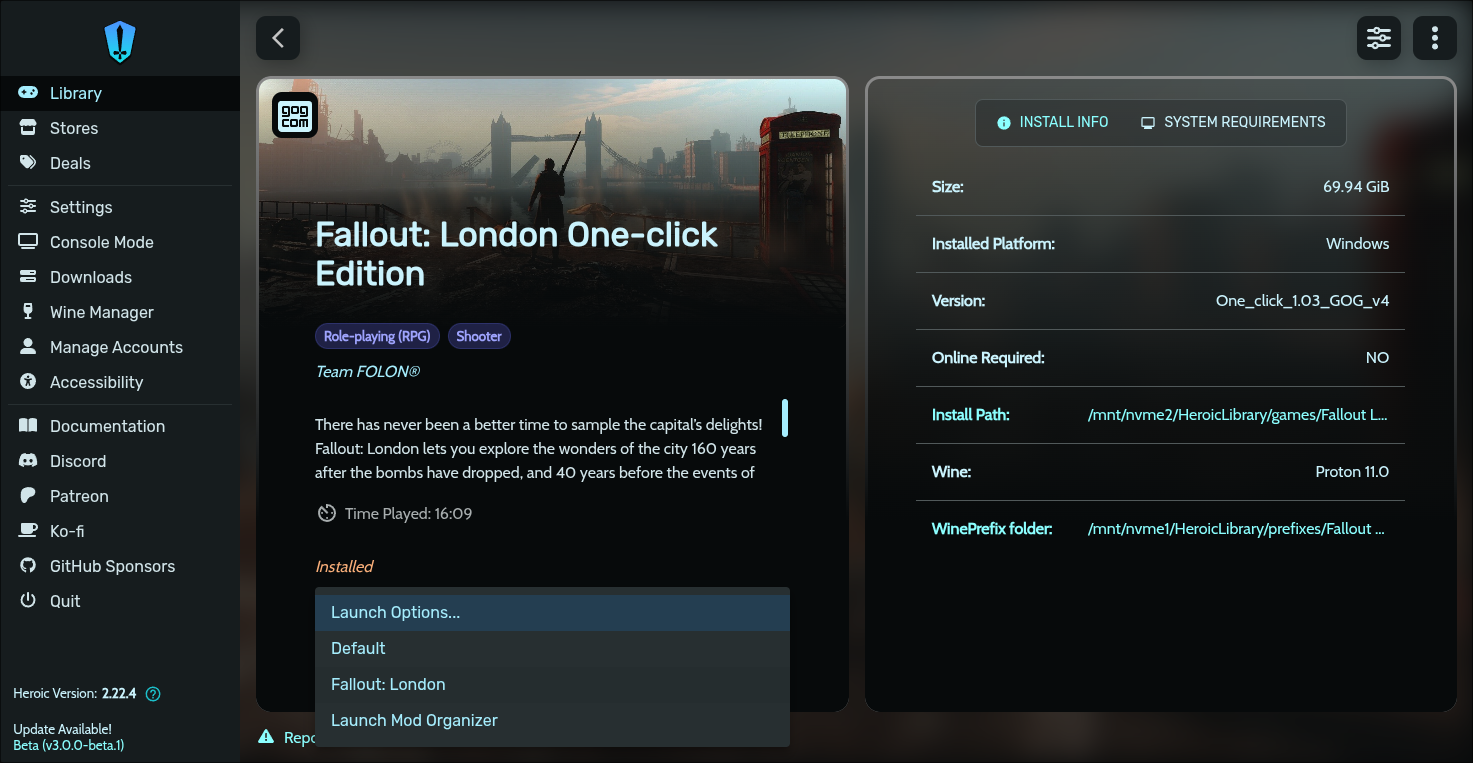 Library
Stores
Deals
Settings
Console Mode
Downloads
Wine Manager
Manage Accounts
Accessibility
Documentation
Discord
Patreon
Ko-fi
GitHub Sponsors
Quit
Heroic Version: 2.22.4
Update Available!
Beta (v3.0.0-beta.1)
gog
com
TELEPHONE
Fallout: London One-click
Edition
Role-playing (RPG) Shooter
Team FOLON®
There has never been a better time to sample the capital's delights!
Fallout: London lets you explore the wonders of the city 160 years
after the bombs have dropped, and 40 years before the events of
Time Played: 16:09
Installed
Launch Options...
Default
Fallout: London
Launch Mod Organizer
Repo
INSTALL INFO SYSTEM REQUIREMENTS
Size: 69.94 GiB
Installed Platform: Windows
Version: One_click_1.03_GOG_v4
Online Required: NO
Install Path: /mnt/nvme2/HeroicLibrary/games/Fallout L...
Wine: Proton 11.0
WinePrefix folder: /mnt/nvme1/HeroicLibrary/prefixes/Fallout ...